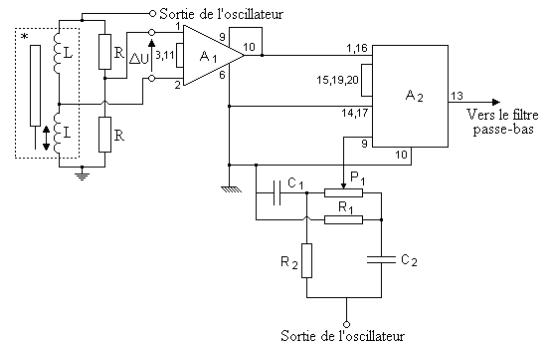 Sortie de l'oscillateur
*
L
R
ΔU
1
3,11
2
A1
9
10
6
1,16
15,19,20
14,17
9
10
A2
13
Vers le filtre
passe-bas
L
R
C1
P1
R1
R2
C2
Sortie de l'oscillateur